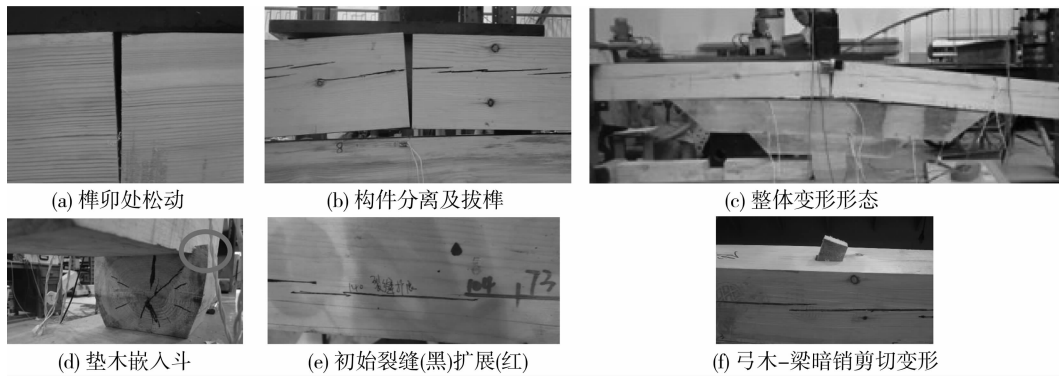 (a) 榫卯处松动
(b) 构件分离及拔榫
(c) 整体变形形态
104
73
(d) 垫木嵌入斗
(e) 初始裂缝(黑)扩展(红)
(f) 弓木-梁暗销剪切变形